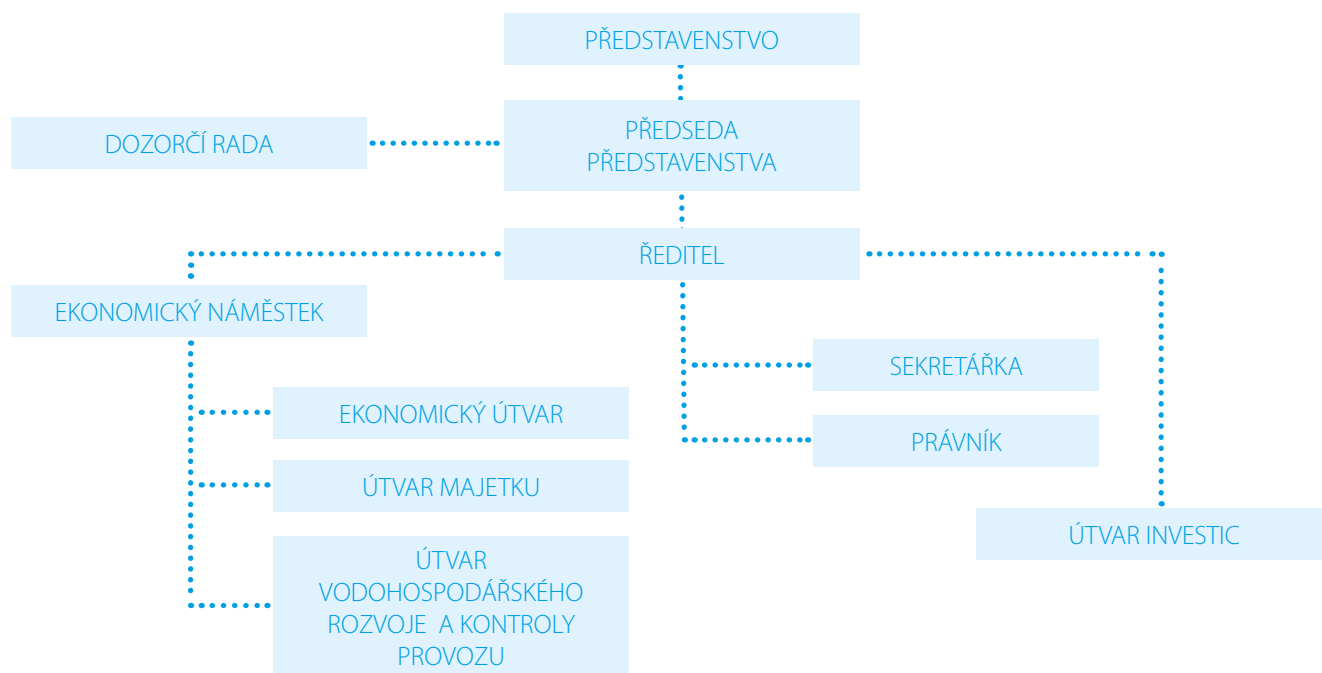 PŘEDSTAVENSTVO
DOZORČÍ RADA
PŘEDSEDA
PŘEDSTAVENSTVA
ŘEDITEL
EKONOMICKÝ NÁMĚSTEK
SEKRETÁŘKA
EKONOMICKÝ ÚTVAR
PRÁVNÍK
ÚTVAR MAJETKU
ÚTVAR INVESTIC
ÚTVAR
VODOHOSPODÁŘSKÉHO
ROZVOJE A KONTROLY
PROVOZU